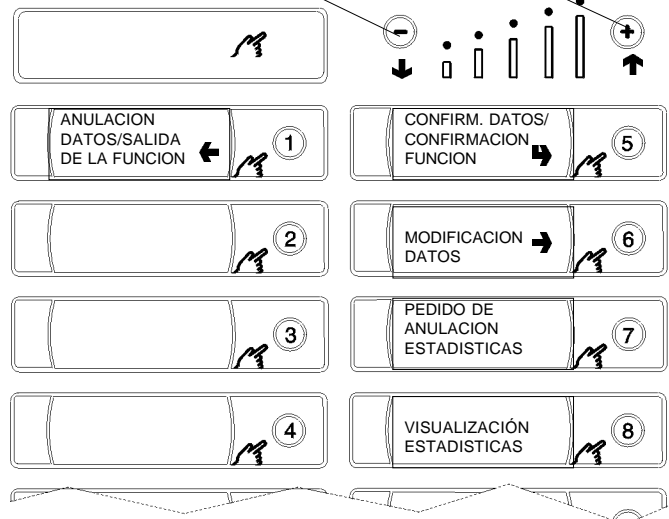 -
+
ANULACION
DATOS/SALIDA
DE LA FUNCION
1
CONFIRM. DATOS/
CONFIRMACION
FUNCION
5
2
MODIFICACION
DATOS
6
3
PEDIDO DE
ANULACION
ESTADISTICAS
7
4
VISUALIZACIÓN
ESTADISTICAS
8